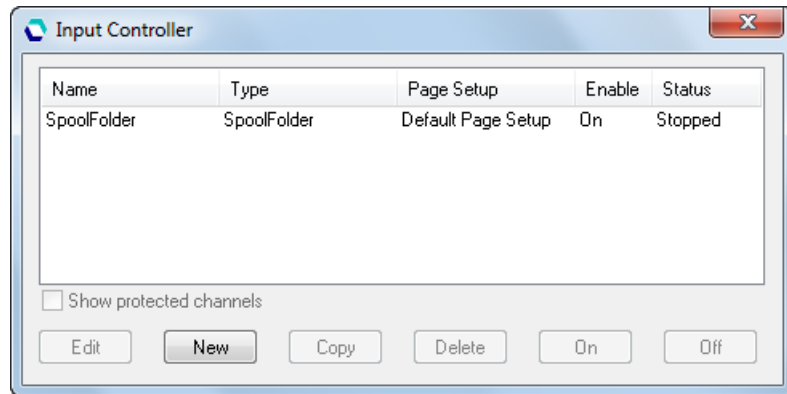 Input Controller
Name Type Page Setup Enable Status
SpoolFolder SpoolFolder Default Page Setup On Stopped
Show protected channels
Edit New Copy Delete On Off